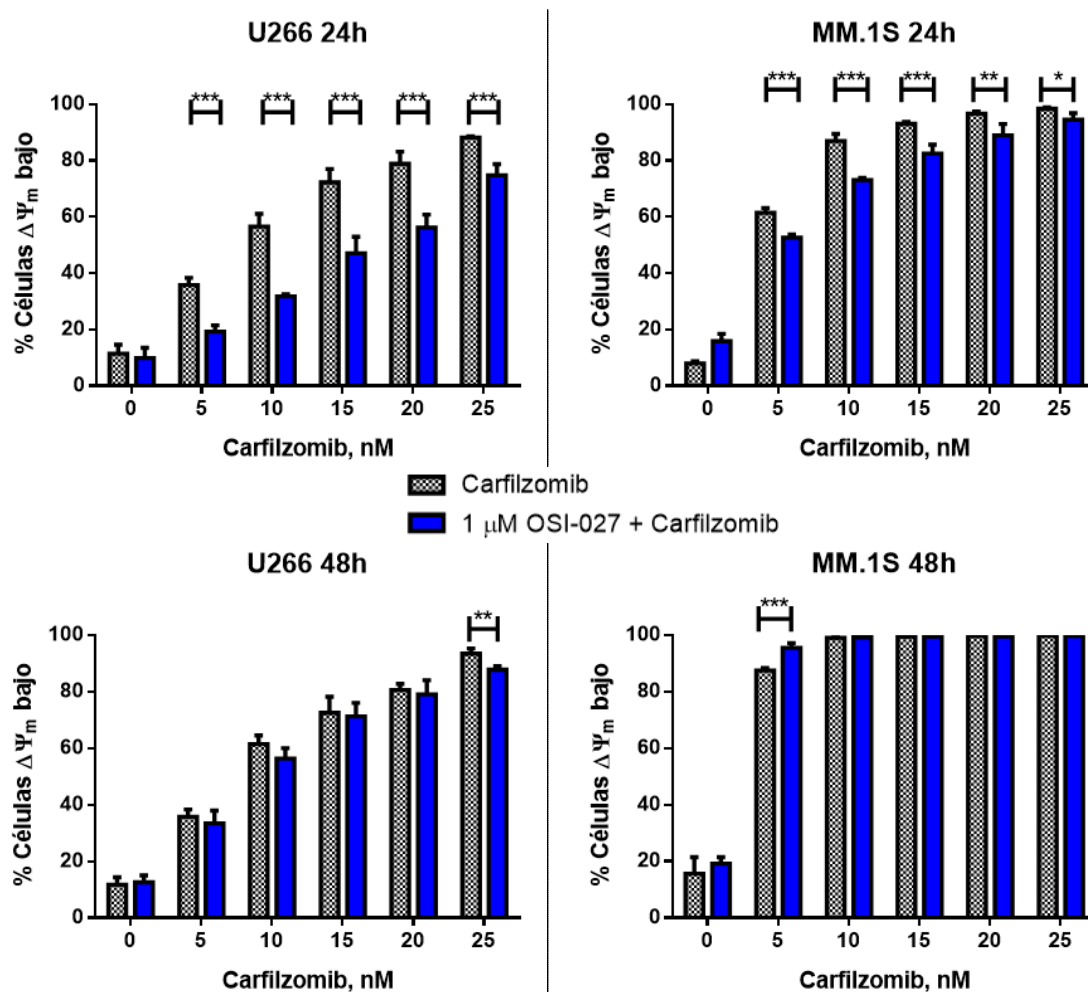 U266 24h
*** *** *** *** ***
% Células ΔΨm bajo
100
80
60
40
20
0
0 5 10 15 20 25
Carfilzomib, nM
MM.1S 24h
*** *** *** ** *
% Células ΔΨm bajo
100
80
60
40
20
0
0 5 10 15 20 25
Carfilzomib, nM
Carfilzomib
1 μM OSI-027 + Carfilzomib
U266 48h
**
% Células ΔΨm bajo
100
80
60
40
20
0
0 5 10 15 20 25
Carfilzomib, nM
MM.1S 48h
***
% Células ΔΨm bajo
100
80
60
40
20
0
0 5 10 15 20 25
Carfilzomib, nM